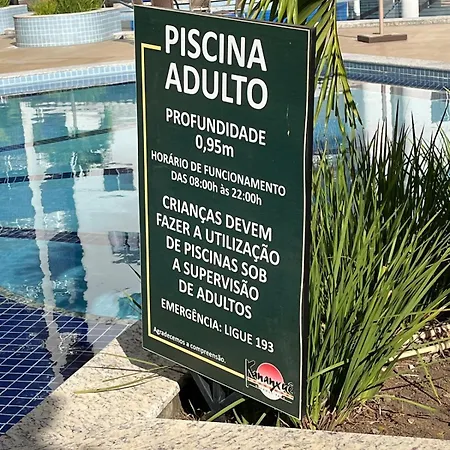 PISCINA
ADULTO
PROFUNDIDADE
0,95m
HORÁRIO DE FUNCIONAMENTO
DAS 08:00h às 22:00h
CRIANÇAS DEVEM
FAZER A UTILIZAÇÃO
DE PISCINAS SOB
A SUPERVISÃO
DE ADULTOS
EMERGÊNCIA: LIGUE 193
Agradecemos a compreensão.
Kananxuê